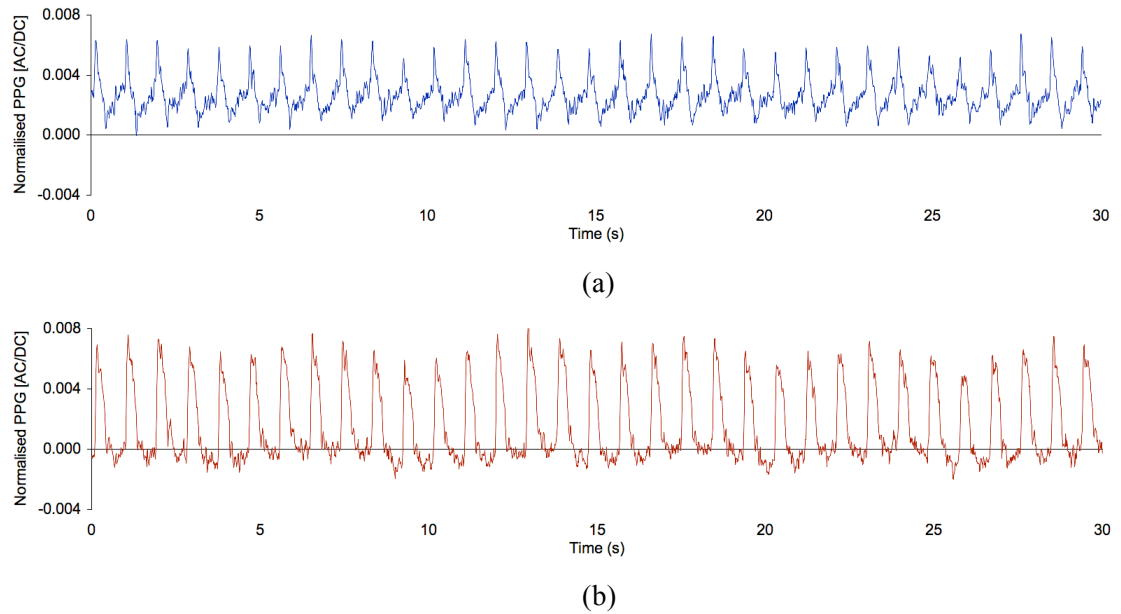 0.008
0.004
0.000
-0.004
Normailised PPG [AC/DC]
0 5 10 15 20 25 30
Time (s)
(a)
0.008
0.004
0.000
-0.004
Normalised PPG [AC/DC]
0 5 10 15 20 25 30
Time (s)
(b)